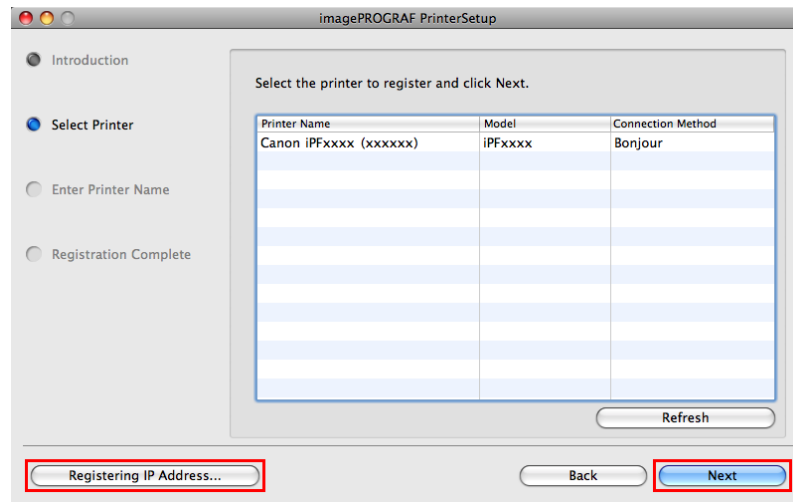 imagePROGRAF PrinterSetup
Introduction
Select Printer
Enter Printer Name
Registration Complete
Select the printer to register and click Next.
Printer Name Model Connection Method
Canon iPFxxxx (xxxxxx) iPFxxxx Bonjour
Refresh
Registering IP Address... Back Next